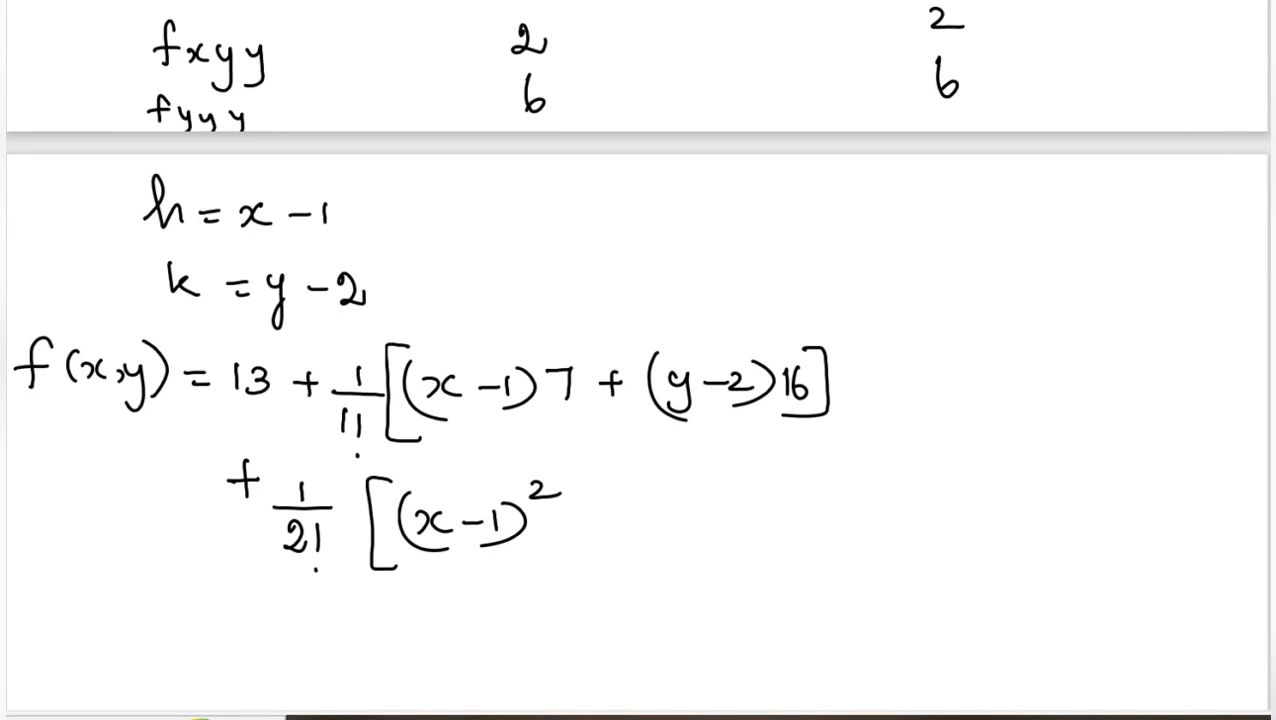 fxyy 2 2
fyyy 6 6
h = x - 1
k = y - 2
f(x,y) = 13 + 1/1! [(x-1)7 + (y-2)16]
+ 1/2! [(x-1)²